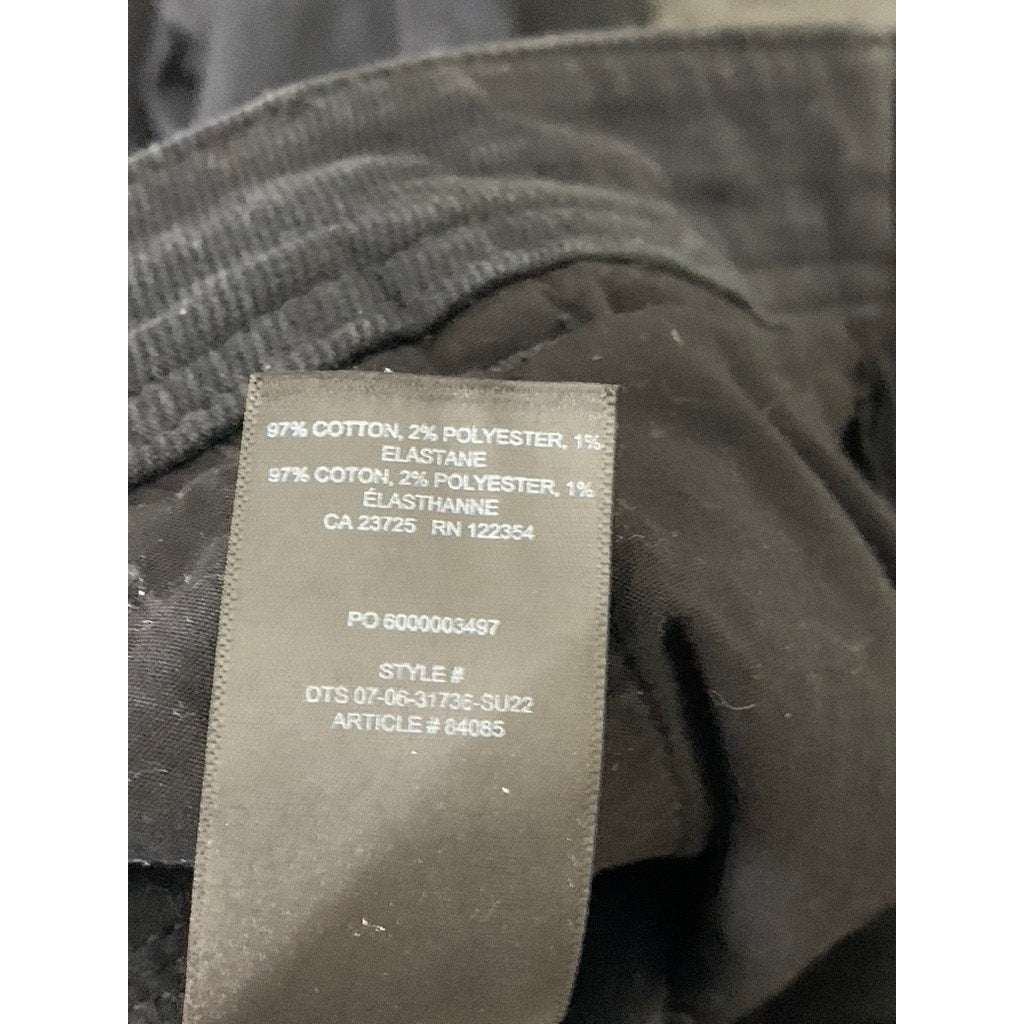 97% COTTON, 2% POLYESTER, 1%
ELASTANE
97% COTON, 2% POLYESTER, 1%
ÉLASTHANNE
CA 23725 RN 122354
PO 6000003497
STYLE #
DTS 07-06-31736-SU22
ARTICLE # 84085